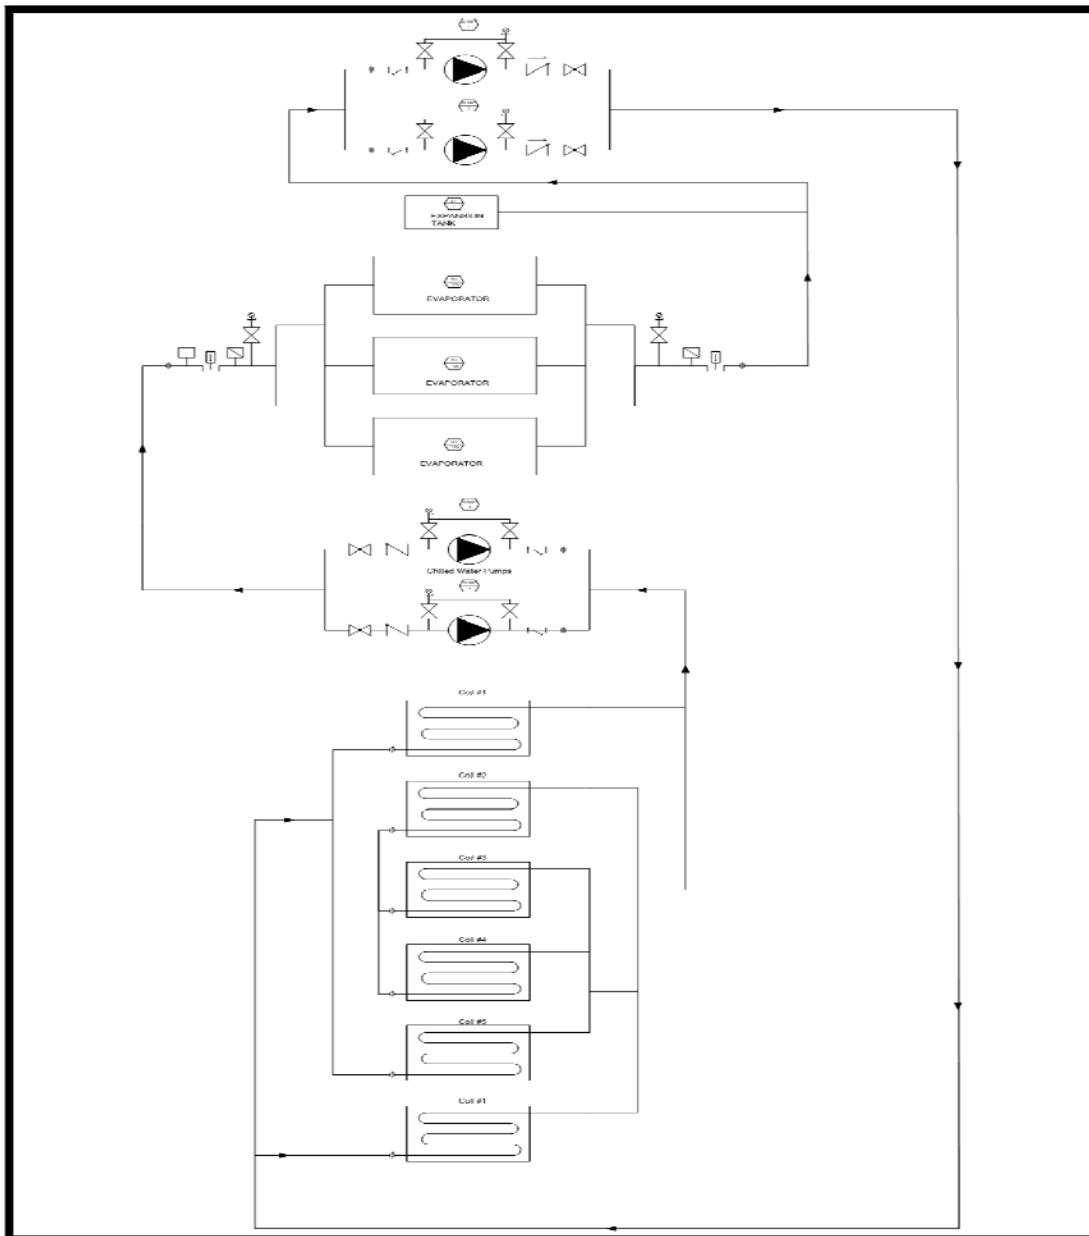 EXPANSION
TANK
EVAPORATOR
EVAPORATOR
EVAPORATOR
Chilled Water Pumps
Coil #1
Coil #2
Coil #3
Coil #4
Coil #5
Coil #1